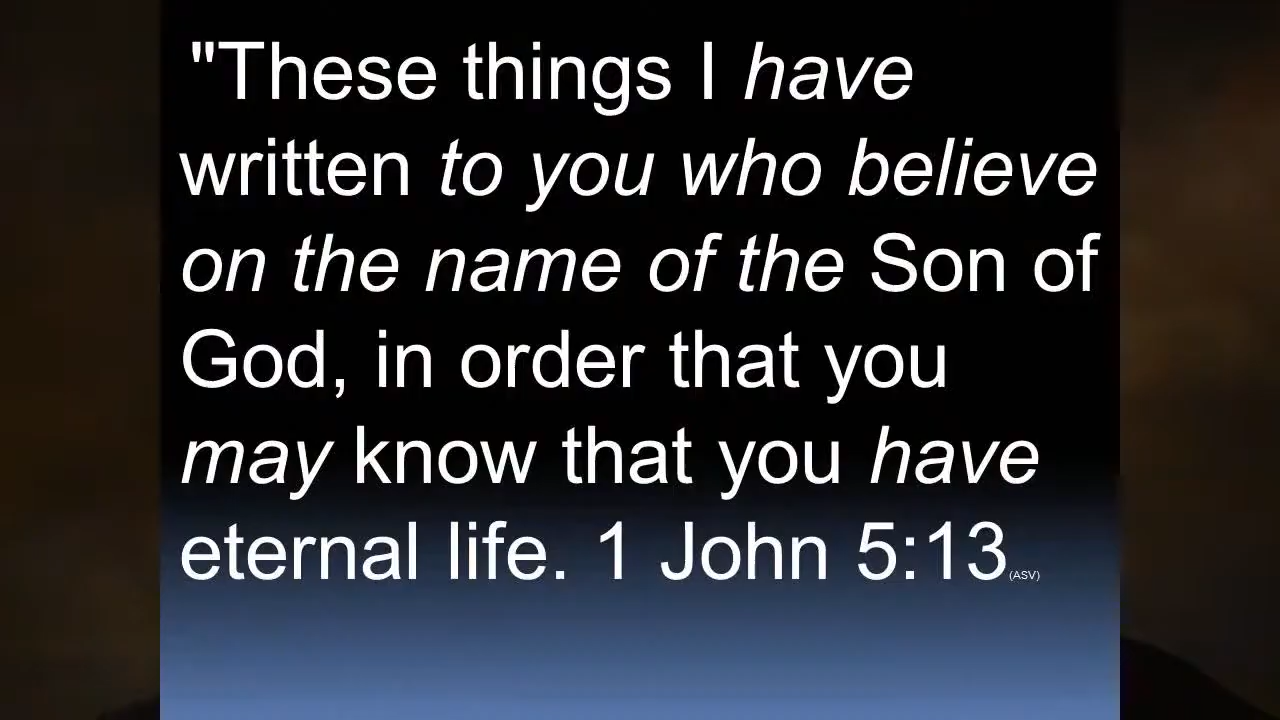 "These things I have
written to you who believe
on the name of the Son of
God, in order that you
may know that you have
eternal life. 1 John 5:13 (ASV)